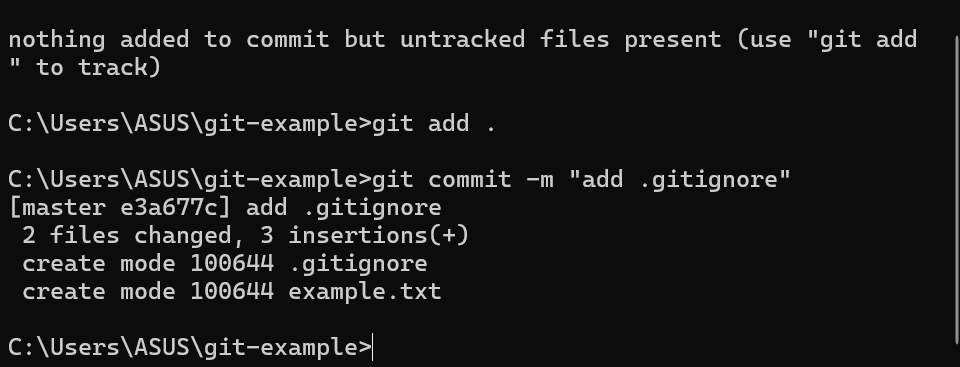 nothing added to commit but untracked files present (use "git add
" to track)
C:\Users\ASUS\git-example>git add .
C:\Users\ASUS\git-example>git commit -m "add .gitignore"
[master e3a677c] add .gitignore
 2 files changed, 3 insertions(+)
 create mode 100644 .gitignore
 create mode 100644 example.txt
C:\Users\ASUS\git-example>